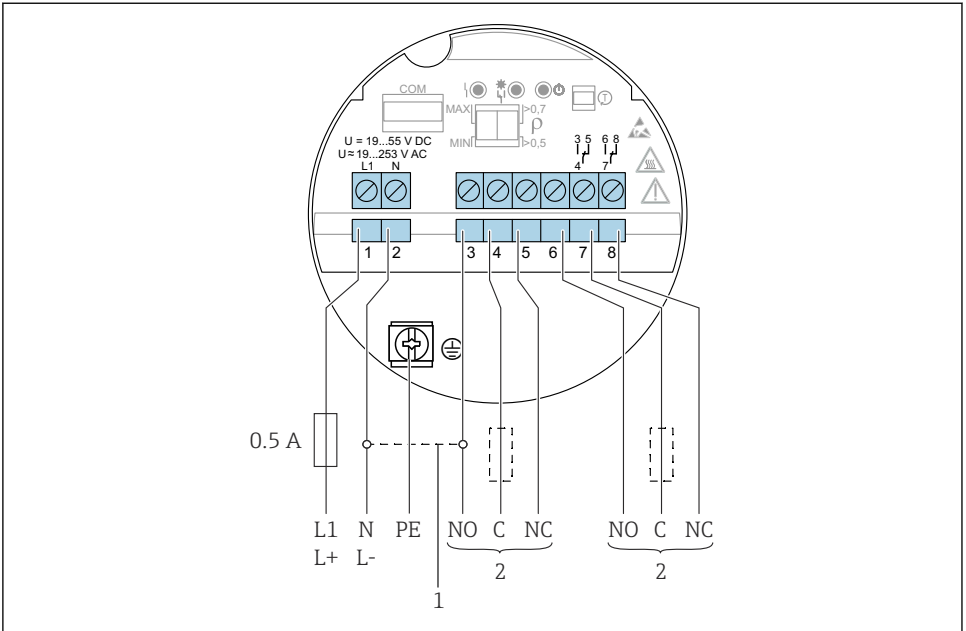 COM
MAX >0,7
ρ
MIN >0,5
T
U = 19...55 V DC
U≈19...253 V AC
L1 N
3 5 6 8
4 7
1 2 3 4 5 6 7 8
0.5 A
L1 N PE NO C NC NO C NC
L+ L-
2 2
1